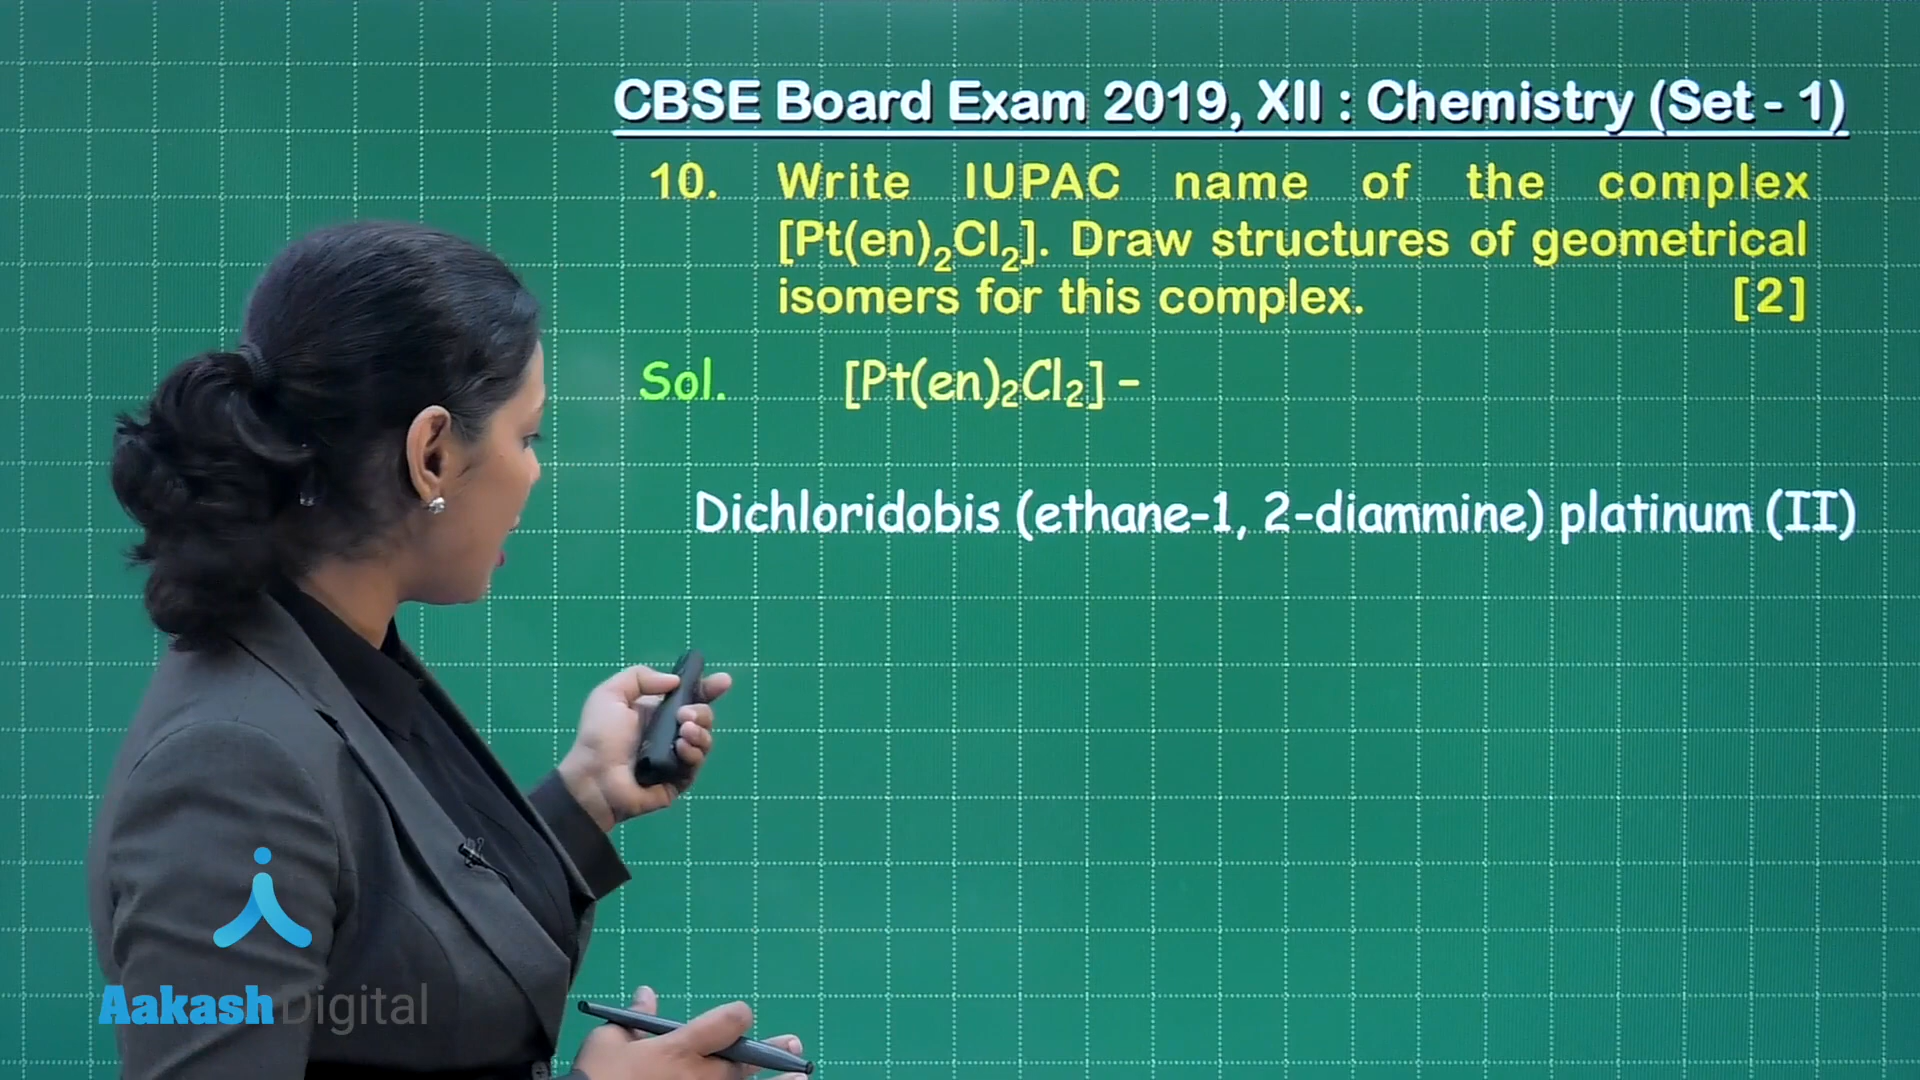 CBSE Board Exam 2019, XII : Chemistry (Set - 1)
10. Write IUPAC name of the complex
[Pt(en)₂Cl₂]. Draw structures of geometrical
isomers for this complex. [2]
Sol. [Pt(en)₂Cl₂] –
Dichloridobis (ethane-1, 2-diammine) platinum (II)
Aakash Digital